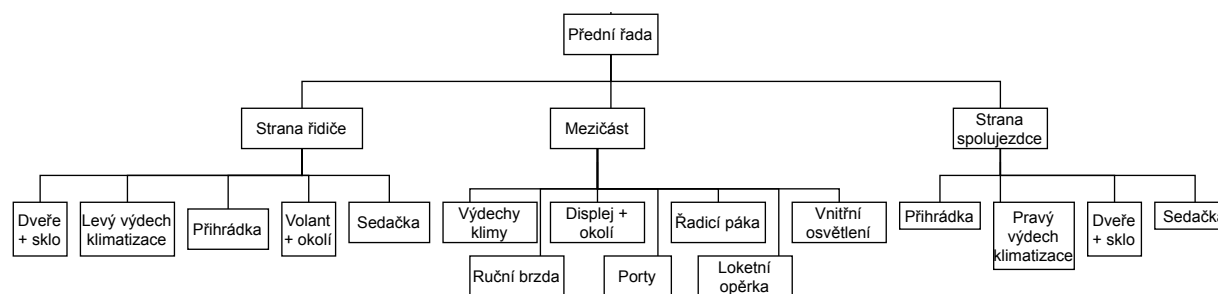 Přední řada
Strana řidiče
Mezičást
Strana
spolujezdce
Dveře
+ sklo
Levý výdech
klimatizace
Přihrádka
Volant
+ okolí
Sedačka
Výdechy
klimy
Displej +
okolí
Řadicí páka
Vnitřní
osvětlení
Ruční brzda
Porty
Loketní
opěrka
Přihrádka
Pravý
výdech
klimatizace
Dveře
+ sklo
Sedačka